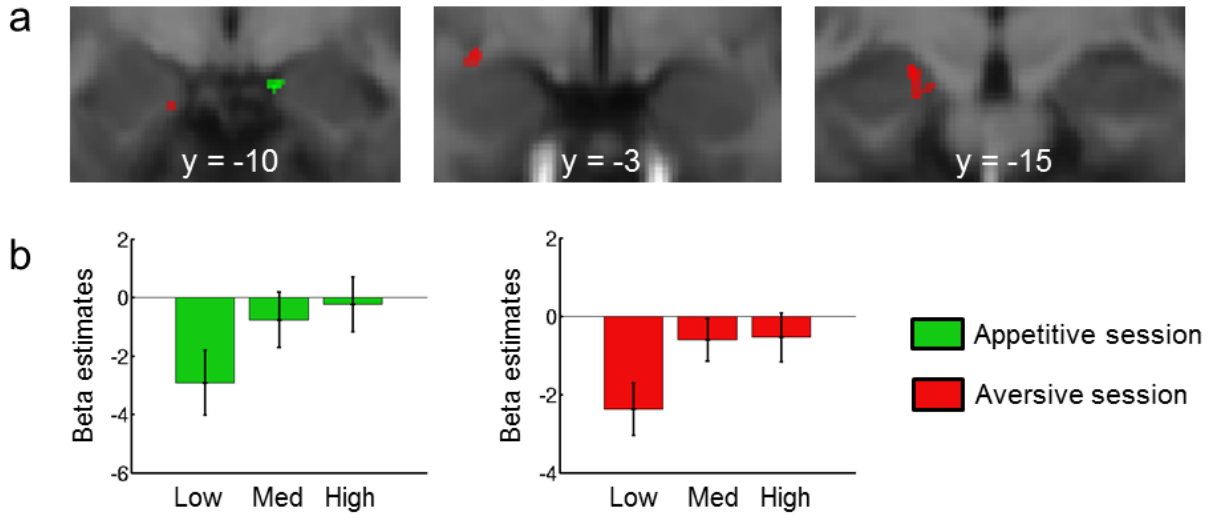 a
y = -10
y = -3
y = -15
b
Beta estimates
2
0
-2
-4
-6
Low Med High
Beta estimates
2
0
-2
-4
Low Med High
Appetitive session
Aversive session